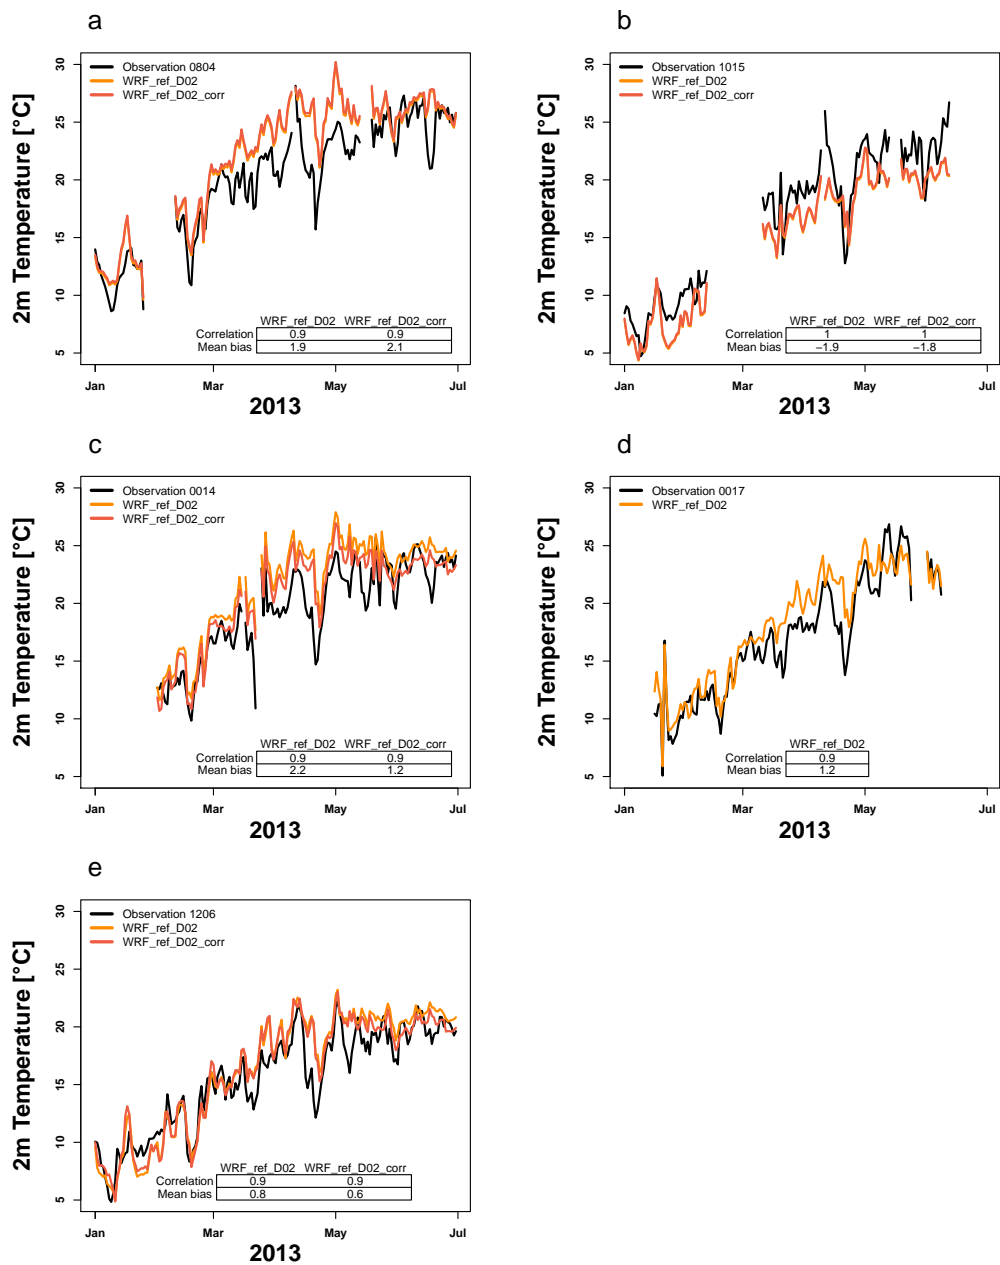 a
2m Temperature [°C]
30
25
20
15
10
5
Observation 0804
WRF_ref_D02
WRF_ref_D02_corr
WRF_ref_D02 WRF_ref_D02_corr
Correlation 0.9 0.9
Mean bias 1.9 2.1
Jan Mar May Jul
2013
b
2m Temperature [°C]
30
25
20
15
10
5
Observation 1015
WRF_ref_D02
WRF_ref_D02_corr
WRF_ref_D02 WRF_ref_D02_corr
Correlation 1 1
Mean bias −1.9 −1.8
Jan Mar May Jul
2013
c
2m Temperature [°C]
30
25
20
15
10
5
Observation 0014
WRF_ref_D02
WRF_ref_D02_corr
WRF_ref_D02 WRF_ref_D02_corr
Correlation 0.9 0.9
Mean bias 2.2 1.2
Jan Mar May Jul
2013
d
2m Temperature [°C]
30
25
20
15
10
5
Observation 0017
WRF_ref_D02
WRF_ref_D02
Correlation 0.9
Mean bias 1.2
Jan Mar May Jul
2013
e
2m Temperature [°C]
30
25
20
15
10
5
Observation 1206
WRF_ref_D02
WRF_ref_D02_corr
WRF_ref_D02 WRF_ref_D02_corr
Correlation 0.9 0.9
Mean bias 0.8 0.6
Jan Mar May Jul
2013